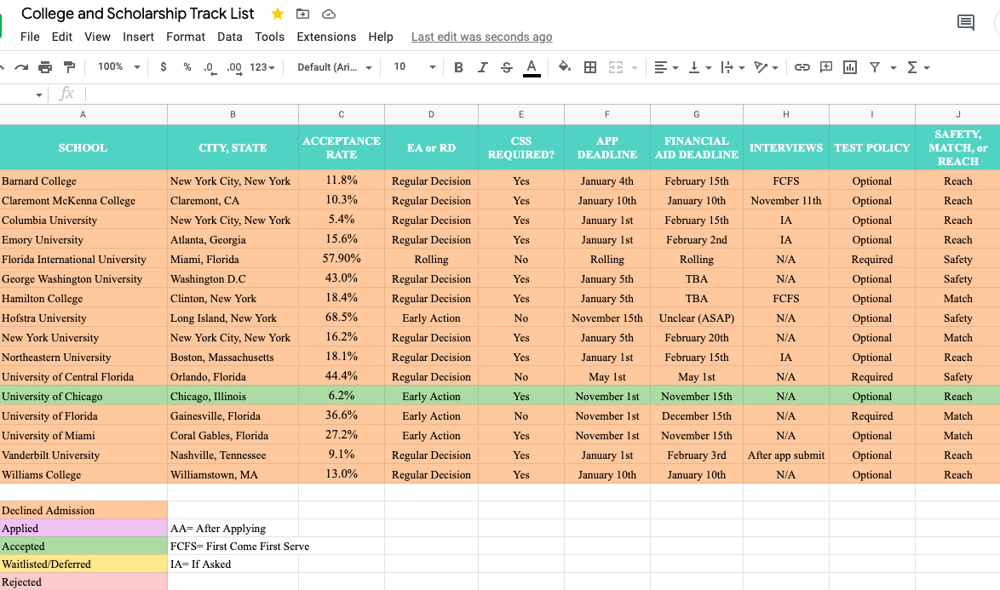 College and Scholarship Track List
File Edit View Insert Format Data Tools Extensions Help Last edit was seconds ago
100% $ % .0 .00 123 Default (Ari... 10 B I S A
fx
A B C D E F G H I J
SCHOOL CITY, STATE ACCEPTANCE RATE EA or RD CSS REQUIRED? APP DEADLINE FINANCIAL AID DEADLINE INTERVIEWS TEST POLICY SAFETY, MATCH, or REACH
Barnard College New York City, New York 11.8% Regular Decision Yes January 4th February 15th FCFS Optional Reach
Claremont McKenna College Claremont, CA 10.3% Regular Decision Yes January 10th January 10th November 11th Optional Reach
Columbia University New York City, New York 5.4% Regular Decision Yes January 1st February 15th IA Optional Reach
Emory University Atlanta, Georgia 15.6% Regular Decision Yes January 1st February 2nd IA Optional Reach
Florida International University Miami, Florida 57.90% Rolling No Rolling Rolling N/A Required Safety
George Washington University Washington D.C 43.0% Regular Decision Yes January 5th TBA N/A Optional Safety
Hamilton College Clinton, New York 18.4% Regular Decision Yes January 5th TBA FCFS Optional Match
Hofstra University Long Island, New York 68.5% Early Action No November 15th Unclear (ASAP) N/A Optional Safety
New York University New York City, New York 16.2% Regular Decision Yes January 5th February 20th N/A Optional Match
Northeastern University Boston, Massachusetts 18.1% Regular Decision Yes January 1st February 15th IA Optional Reach
University of Central Florida Orlando, Florida 44.4% Regular Decision No May 1st May 1st N/A Required Safety
University of Chicago Chicago, Illinois 6.2% Early Action Yes November 1st November 15th N/A Optional Reach
University of Florida Gainesville, Florida 36.6% Early Action No November 1st December 15th N/A Required Match
University of Miami Coral Gables, Florida 27.2% Early Action Yes November 1st November 15th N/A Optional Match
Vanderbilt University Nashville, Tennessee 9.1% Regular Decision Yes January 1st February 3rd After app submit Optional Reach
Williams College Williamstown, MA 13.0% Regular Decision Yes January 10th January 10th N/A Optional Reach
Declined Admission
Applied AA= After Applying
Accepted FCFS= First Come First Serve
Waitlisted/Deferred IA= If Asked
Rejected